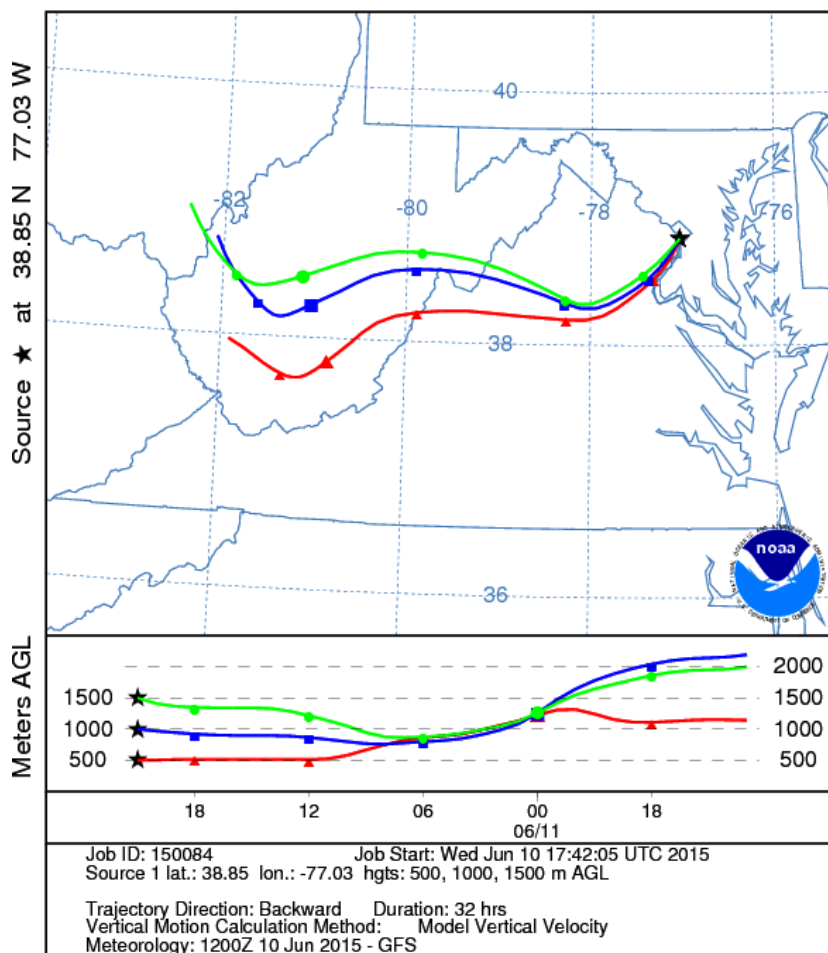 Source ★ at 38.85 N 77.03 W
40
-82
-80
-78
-76
38
36
noaa
Meters AGL
2000
1500
1500
1000
1000
500
500
18
12
06
00
18
06/11
Job ID: 150084 Job Start: Wed Jun 10 17:42:05 UTC 2015
Source 1 lat.: 38.85 lon.: -77.03 hgts: 500, 1000, 1500 m AGL
Trajectory Direction: Backward Duration: 32 hrs
Vertical Motion Calculation Method: Model Vertical Velocity
Meteorology: 1200Z 10 Jun 2015 - GFS